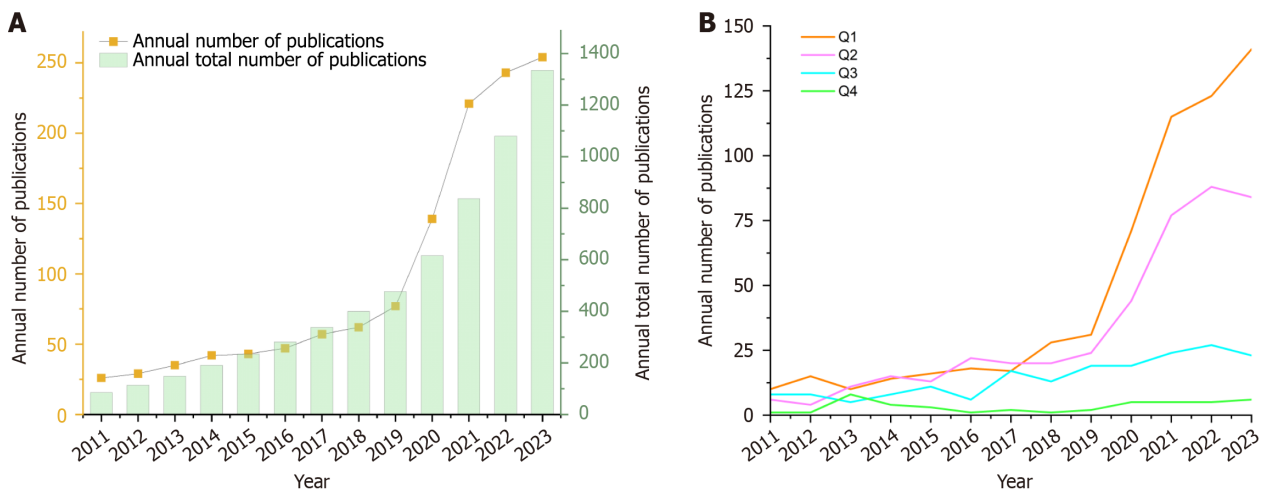 A
Annual number of publications
Annual total number of publications
Annual number of publications
250
200
150
100
50
0
1400
1200
1000
800
600
400
200
0
Annual total number of publications
2011 2012 2013 2014 2015 2016 2017 2018 2019 2020 2021 2022 2023
Year
B
Q1
Q2
Q3
Q4
Annual number of publications
150
125
100
75
50
25
0
2011 2012 2013 2014 2015 2016 2017 2018 2019 2020 2021 2022 2023
Year